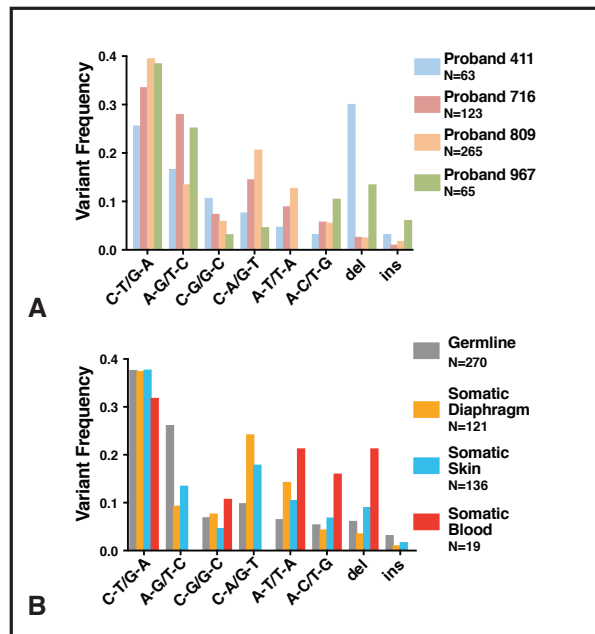 0.4
0.3
0.2
0.1
0.0
Variant Frequency
C-T/G-A
A-G/T-C
C-G/G-C
C-A/G-T
A-T/T-A
A-C/T-G
del
ins
Proband 411
N=63
Proband 716
N=123
Proband 809
N=265
Proband 967
N=65
A
0.4
0.3
0.2
0.1
0.0
Variant Frequency
C-T/G-A
A-G/T-C
C-G/G-C
C-A/G-T
A-T/T-A
A-C/T-G
del
ins
Germline
N=270
Somatic
Diaphragm
N=121
Somatic
Skin
N=136
Somatic
Blood
N=19
B